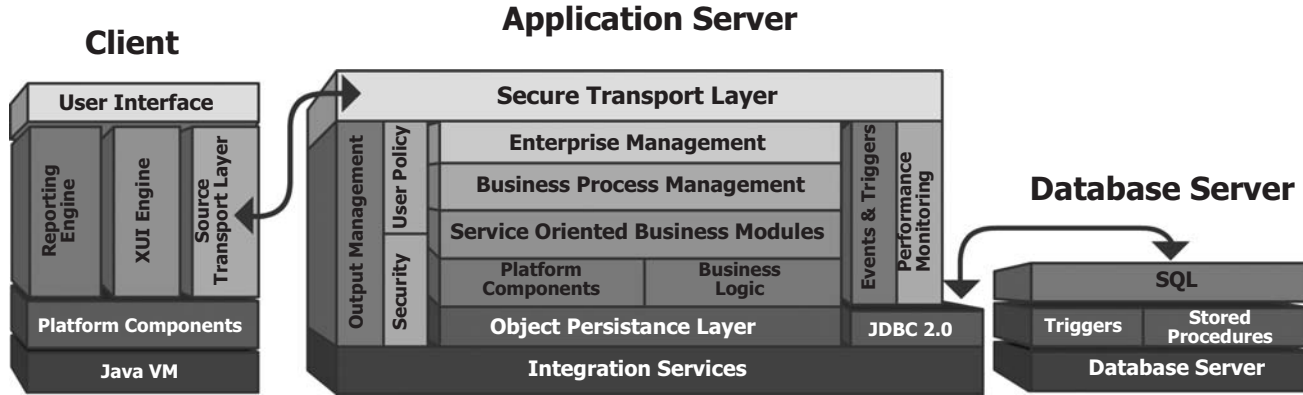 Client
User Interface
Reporting
Engine
XUI Engine
Source
Transport Layer
Platform Components
Java VM
Application Server
Secure Transport Layer
Output Management
User Policy
Security
Enterprise Management
Business Process Management
Service Oriented Business Modules
Platform
Components
Business
Logic
Object Persistance Layer
Events & Triggers
Performance
Monitoring
JDBC 2.0
Integration Services
Database Server
SQL
Triggers
Stored
Procedures
Database Server